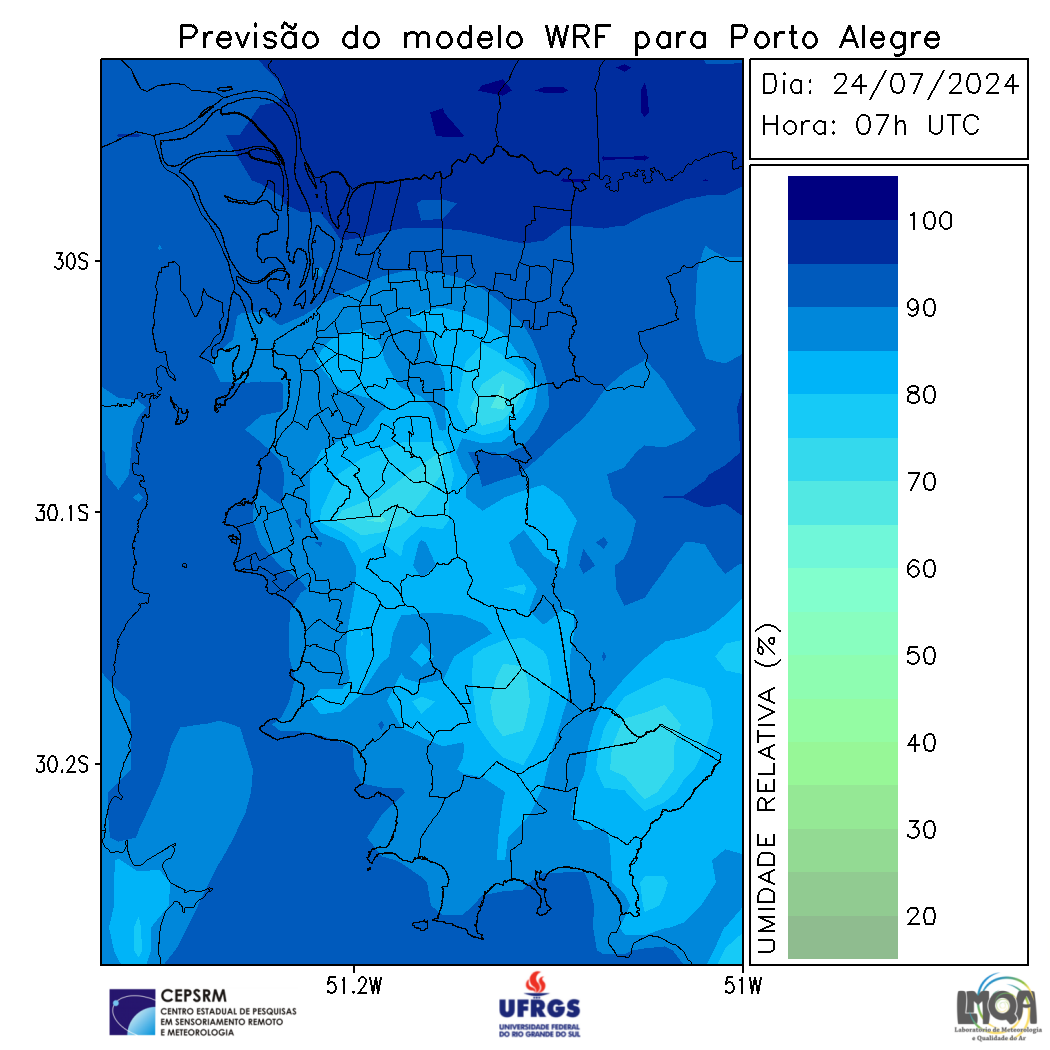 Previsão do modelo WRF para Porto Alegre
Dia: 24/07/2024
Hora: 07h UTC
30S
30.1S
30.2S
51.2W
51W
100
90
80
70
60
50
40
30
20
UMIDADE RELATIVA (%)
CEPSRM
CENTRO ESTADUAL DE PESQUISAS
EM SENSORIAMENTO REMOTO
E METEOROLOGIA
UFRGS
UNIVERSIDADE FEDERAL
DO RIO GRANDE DO SUL
LMQA
Laboratório de Meteorologia
e Qualidade do Ar